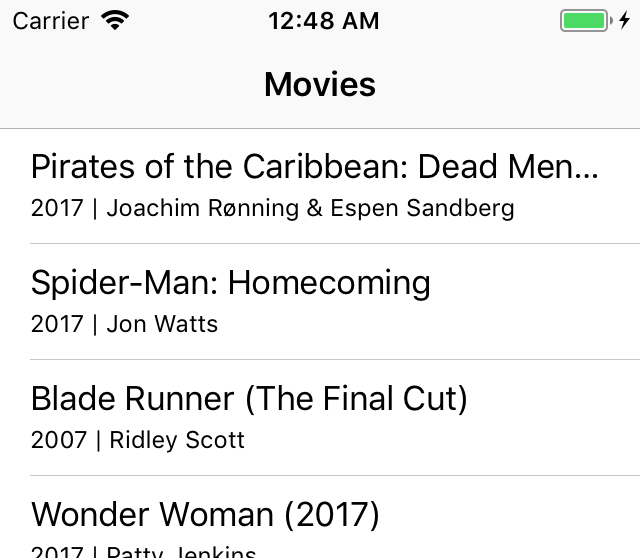 Carrier 12:48 AM
Movies
Pirates of the Caribbean: Dead Men...
2017 | Joachim Rønning & Espen Sandberg
Spider-Man: Homecoming
2017 | Jon Watts
Blade Runner (The Final Cut)
2007 | Ridley Scott
Wonder Woman (2017)
2017 | Patty Jenkins